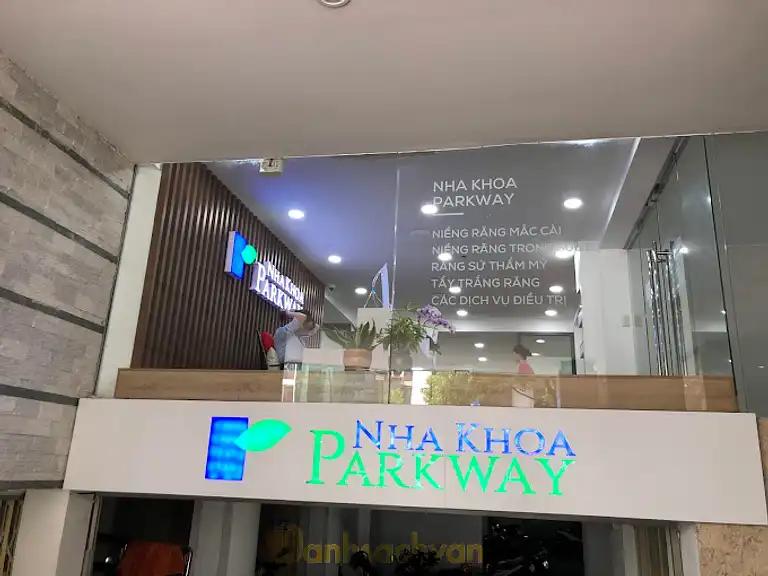 NHA KHOA
PARKWAY
NIỀNG RĂNG MẮC CÀI
NIỀNG RĂNG TRONG
RĂNG SỨ THẨM MỸ
TẨY TRẮNG RĂNG
CÁC DỊCH VỤ ĐIỀU TRỊ
NHA KHOA
PARKWAY
NHA KHOA
PARKWAY